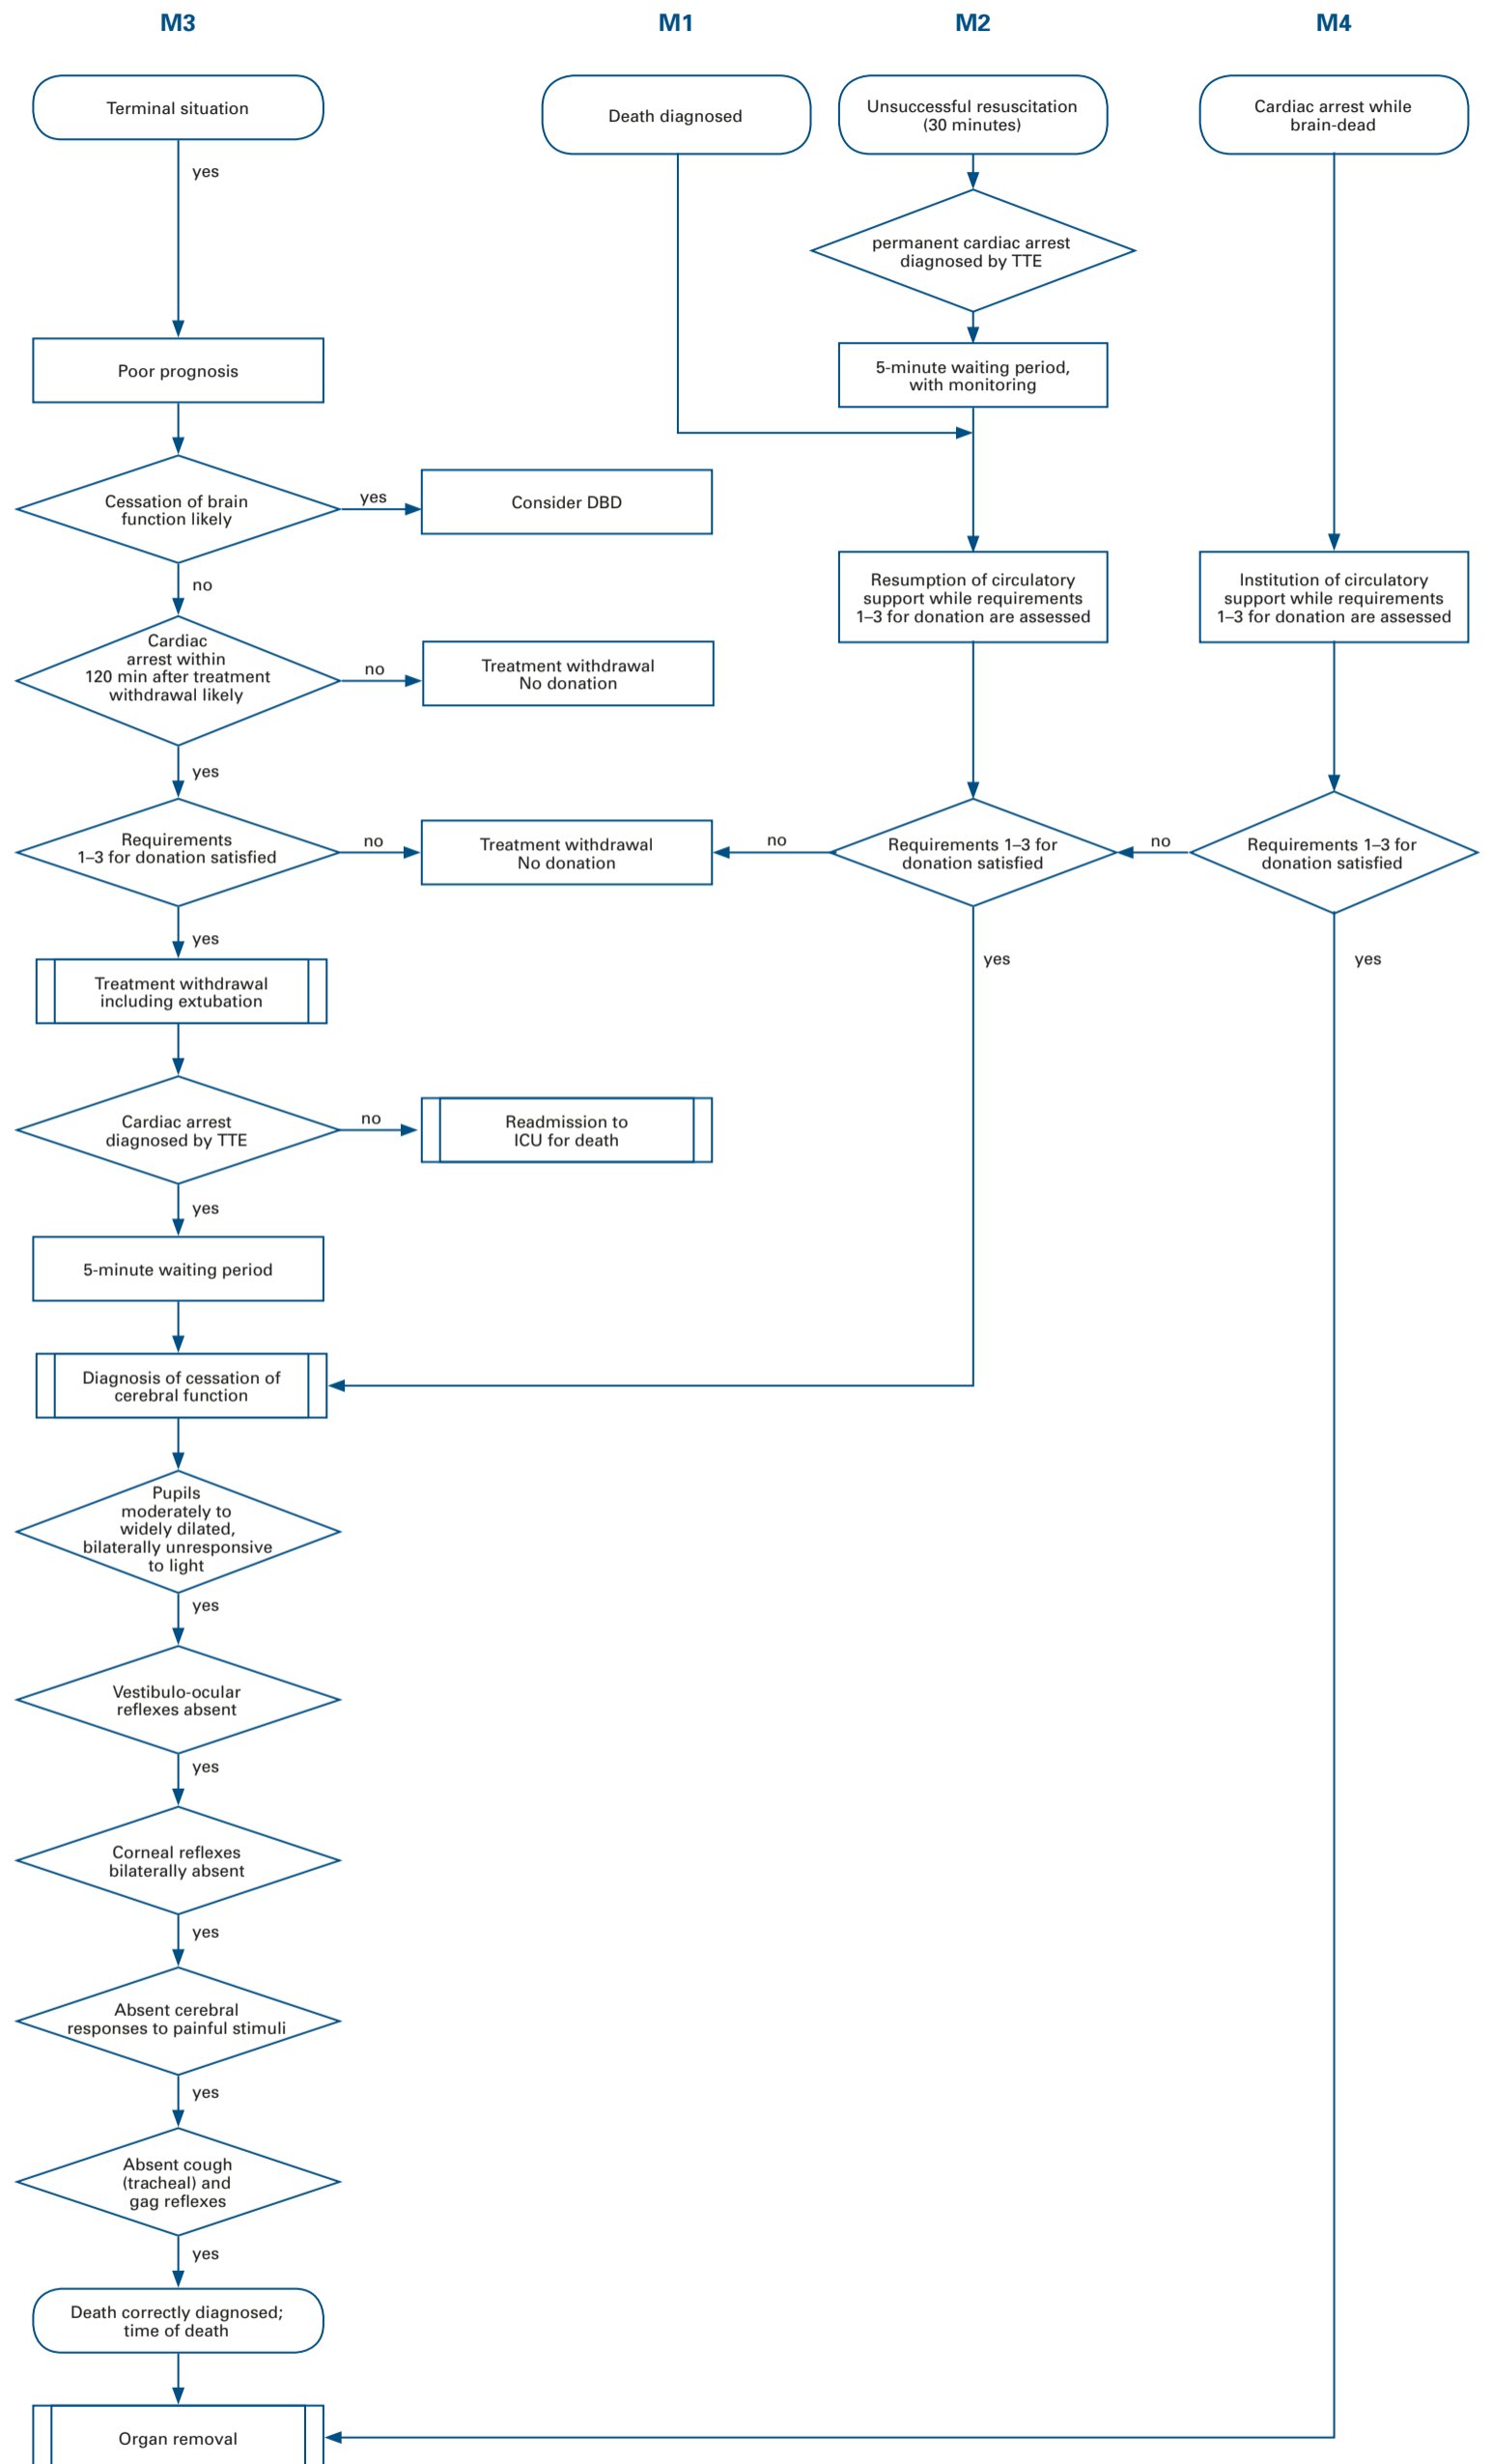 M3
M1
M2
M4
Terminal situation
Death diagnosed
Unsuccessful resuscitation
(30 minutes)
Cardiac arrest while
brain-dead
yes
permanent cardiac arrest
diagnosed by TTE
Poor prognosis
5-minute waiting period,
with monitoring
Cessation of brain
function likely
yes
Consider DBD
no
Resumption of circulatory
support while requirements
1–3 for donation are assessed
Institution of circulatory
support while requirements
1–3 for donation are assessed
Cardiac
arrest within
120 min after treatment
withdrawal likely
no
Treatment withdrawal
No donation
yes
Requirements
1–3 for donation satisfied
no
Treatment withdrawal
No donation
no
Requirements 1–3 for
donation satisfied
no
Requirements 1–3 for
donation satisfied
yes
yes
yes
Treatment withdrawal
including extubation
Cardiac arrest
diagnosed by TTE
no
Readmission to
ICU for death
yes
5-minute waiting period
Diagnosis of cessation of
cerebral function
Pupils
moderately to
widely dilated,
bilaterally unresponsive
to light
yes
Vestibulo-ocular
reflexes absent
yes
Corneal reflexes
bilaterally absent
yes
Absent cerebral
responses to painful stimuli
yes
Absent cough
(tracheal) and
gag reflexes
yes
Death correctly diagnosed;
time of death
Organ removal